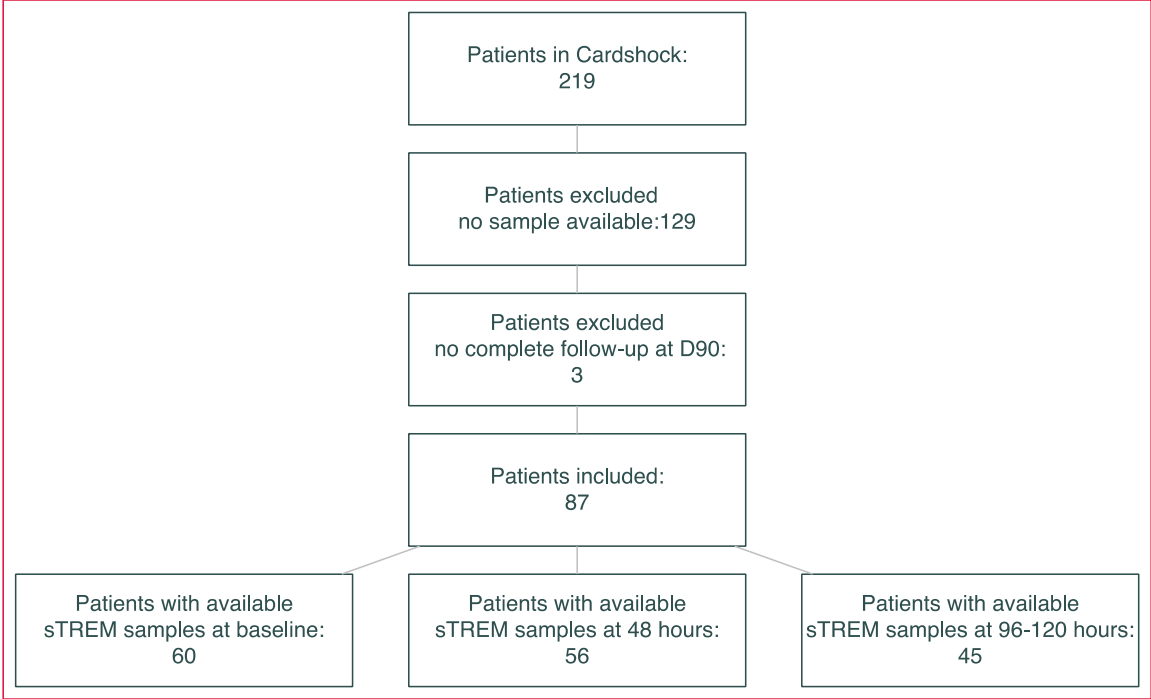 Patients in Cardshock:
219
Patients excluded
no sample available:129
Patients excluded
no complete follow-up at D90:
3
Patients included:
87
Patients with available
sTREM samples at baseline:
60
Patients with available
sTREM samples at 48 hours:
56
Patients with available
sTREM samples at 96-120 hours:
45